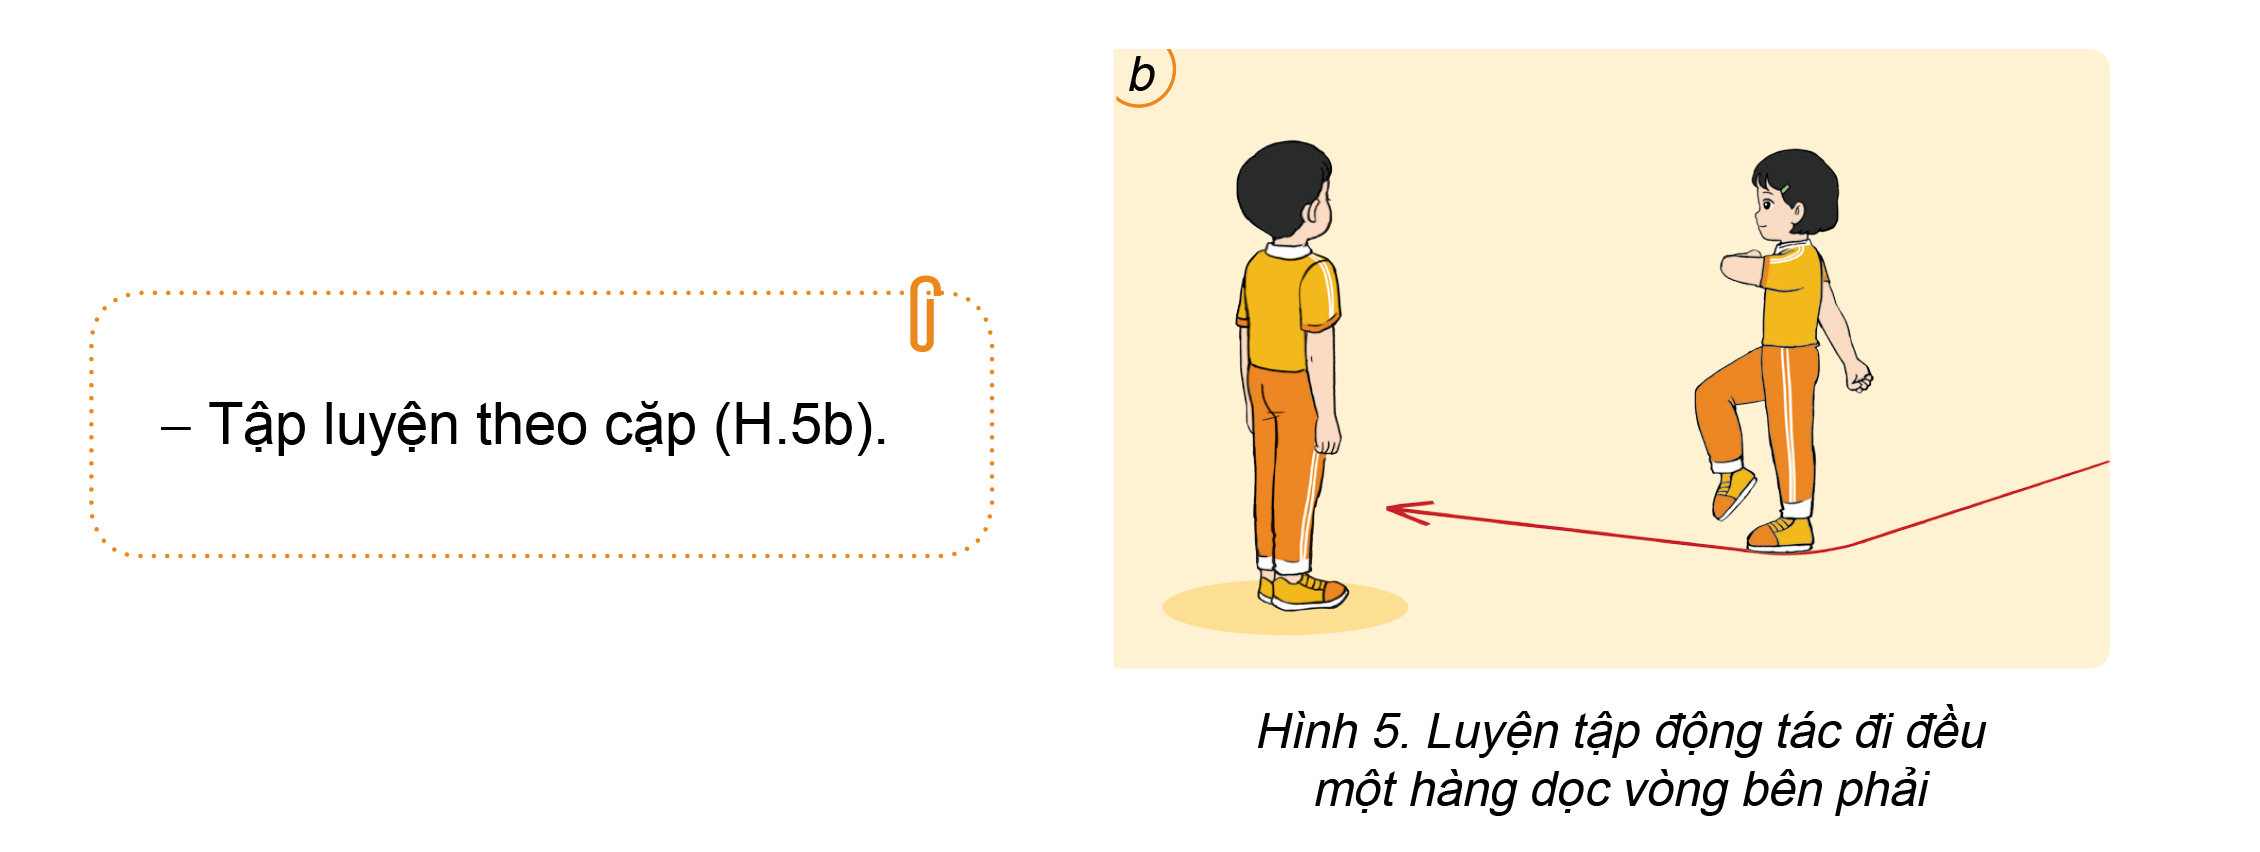 – Tập luyện theo cặp (H.5b).
b
Hình 5. Luyện tập động tác đi đều
một hàng dọc vòng bên phải